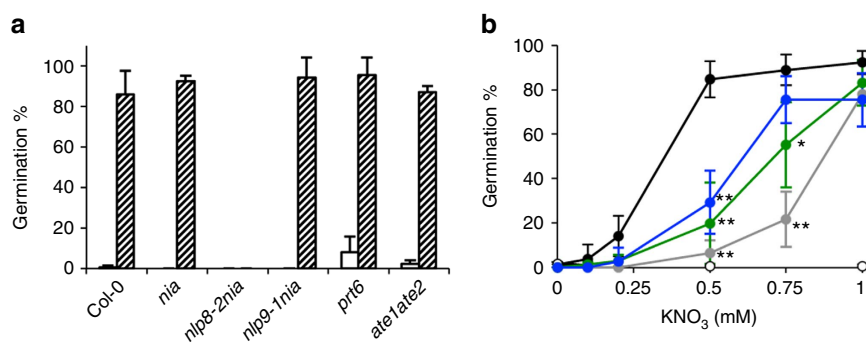 a
b
Germination %
100
80
60
40
20
0
Col-0
nia
nlp8-2nia
nlp9-1nia
prt6
ate1ate2
Germination %
100
80
60
40
20
0
**
**
**
*
**
0
0.25
0.5
0.75
1
KNO3 (mM)